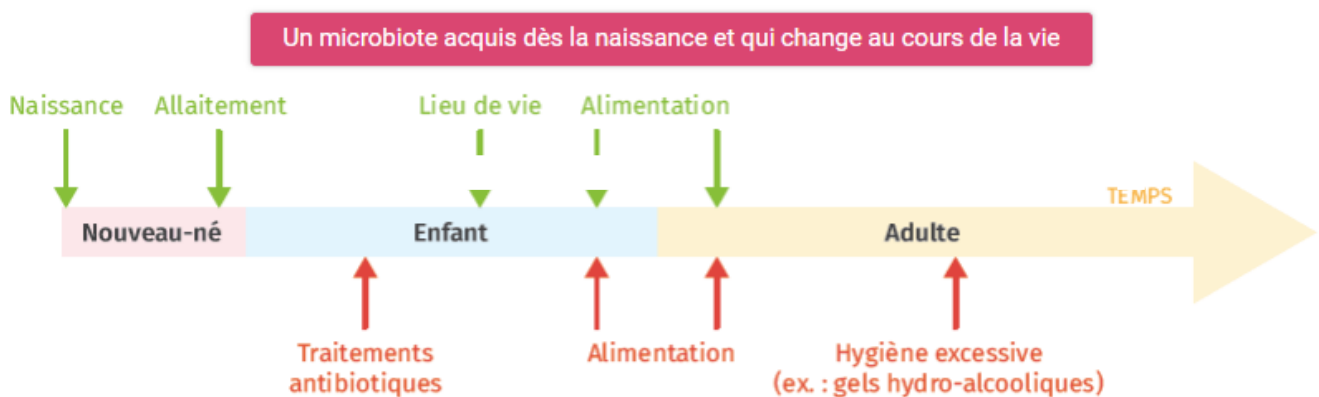 Un microbiote acquis dès la naissance et qui change au cours de la vie
Naissance Allaitement Lieu de vie Alimentation
TEMPS
Nouveau-né Enfant Adulte
Traitements antibiotiques
Alimentation
Hygiène excessive
(ex. : gels hydro-alcooliques)